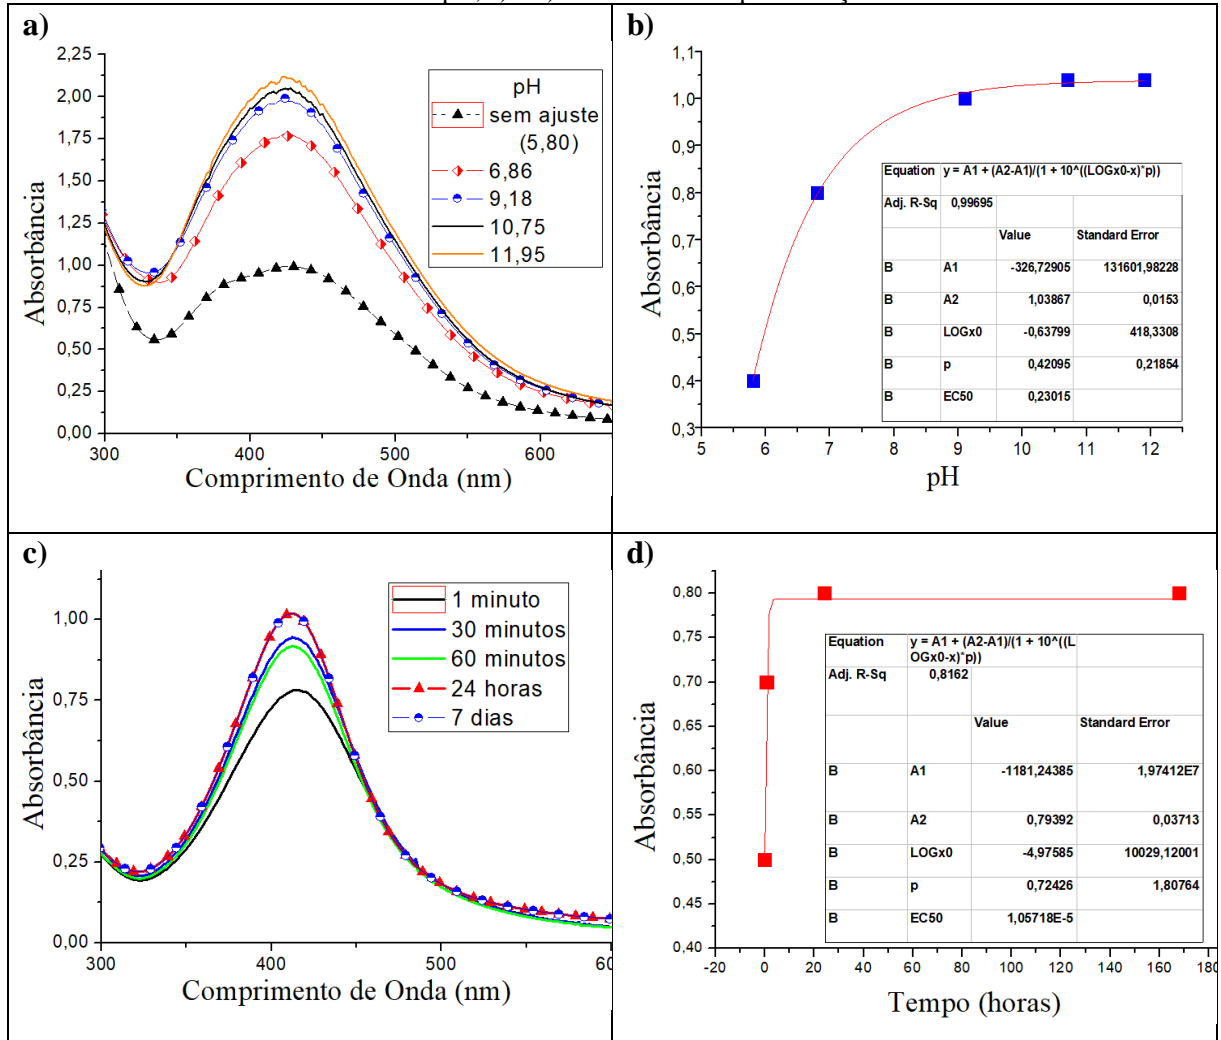 a)
2,25
2,00
1,75
1,50
1,25
1,00
0,75
0,50
0,25
0,00
Absorbância
300
400
500
600
Comprimento de Onda (nm)
pH
sem ajuste
(5,80)
6,86
9,18
10,75
11,95
b)
1,1
1,0
0,9
0,8
0,7
0,6
0,5
0,4
0,3
Absorbância
5 6 7 8 9 10 11 12
pH
Equation y = A1 + (A2-A1)/(1 + 10^((LOGx0-x)*p))
Adj. R-Sq 0,99695
Value Standard Error
B A1 -326,72905 131601,98228
B A2 1,03867 0,0153
B LOGx0 -0,63799 418,3308
B p 0,42095 0,21854
B EC50 0,23015
c)
1,00
0,75
0,50
0,25
0,00
Absorbância
300 400 500
Comprimento de Onda (nm)
1 minuto
30 minutos
60 minutos
24 horas
7 dias
d)
0,80
0,75
0,70
0,65
0,60
0,55
0,50
0,45
0,40
Absorbância
-20 0 20 40 60 80 100 120 140 160 180
Tempo (horas)
Equation y = A1 + (A2-A1)/(1 + 10^((L
OGx0-x)*p))
Adj. R-Sq 0,8162
Value Standard Error
B A1 -1181,24385 1,97412E7
B A2 0,79392 0,03713
B LOGx0 -4,97585 10029,12001
B p 0,72426 1,80764
B EC50 1,05718E-5